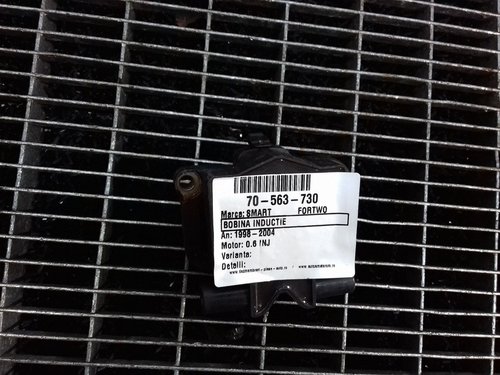 70-563-730
Marca: SMART FORTWO
BOBINA INDUCTIE
An: 1998-2004
Motor: 0.6 INJ
Varianta:
Detalii: